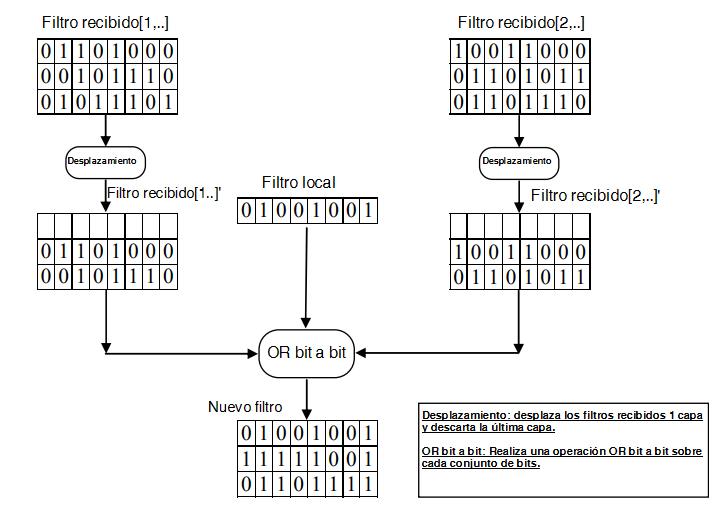 Filtro recibido[1,..]
0 1 1 0 1 0 0 0
0 0 1 0 1 1 1 0
0 1 0 1 1 1 0 1
Filtro recibido[2,..]
1 0 0 1 1 0 0 0
0 1 1 0 1 0 1 1
0 1 1 0 1 1 1 0
Desplazamiento
Desplazamiento
Filtro recibido[1..]'
Filtro local
Filtro recibido[2,..]'
0 1 0 0 1 0 0 1
0 1 1 0 1 0 0 0
0 0 1 0 1 1 1 0
1 0 0 1 1 0 0 0
0 1 1 0 1 0 1 1
OR bit a bit
Nuevo filtro
0 1 0 0 1 0 0 1
1 1 1 1 1 0 0 1
0 1 1 0 1 1 1 1
Desplazamiento: desplaza los filtros recibidos 1 capa
y descarta la última capa.
OR bit a bit: Realiza una operación OR bit a bit sobre
cada conjunto de bits.